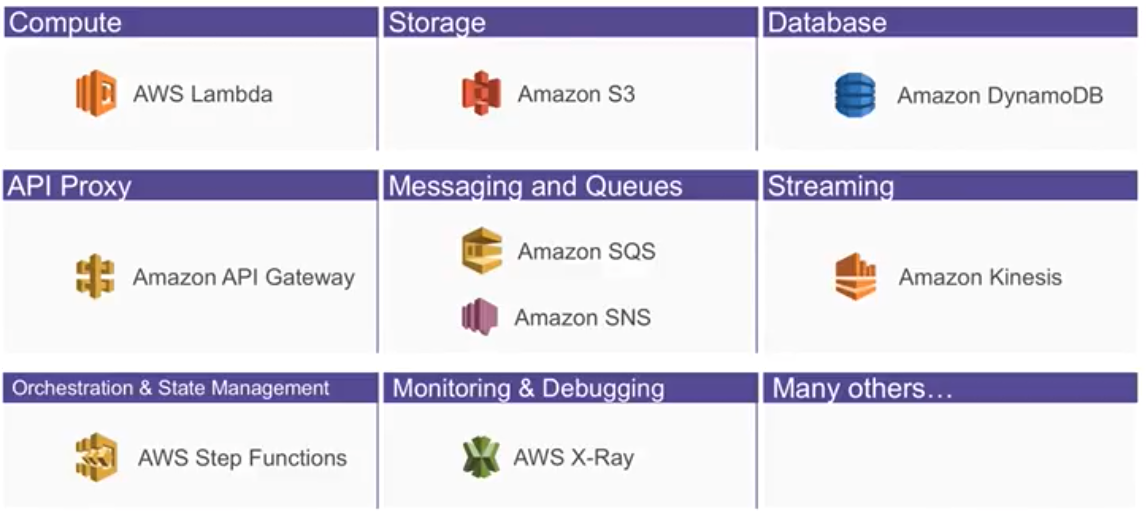 Compute
AWS Lambda
Storage
Amazon S3
Database
Amazon DynamoDB
API Proxy
Amazon API Gateway
Messaging and Queues
Amazon SQS
Amazon SNS
Streaming
Amazon Kinesis
Orchestration & State Management
AWS Step Functions
Monitoring & Debugging
AWS X-Ray
Many others…